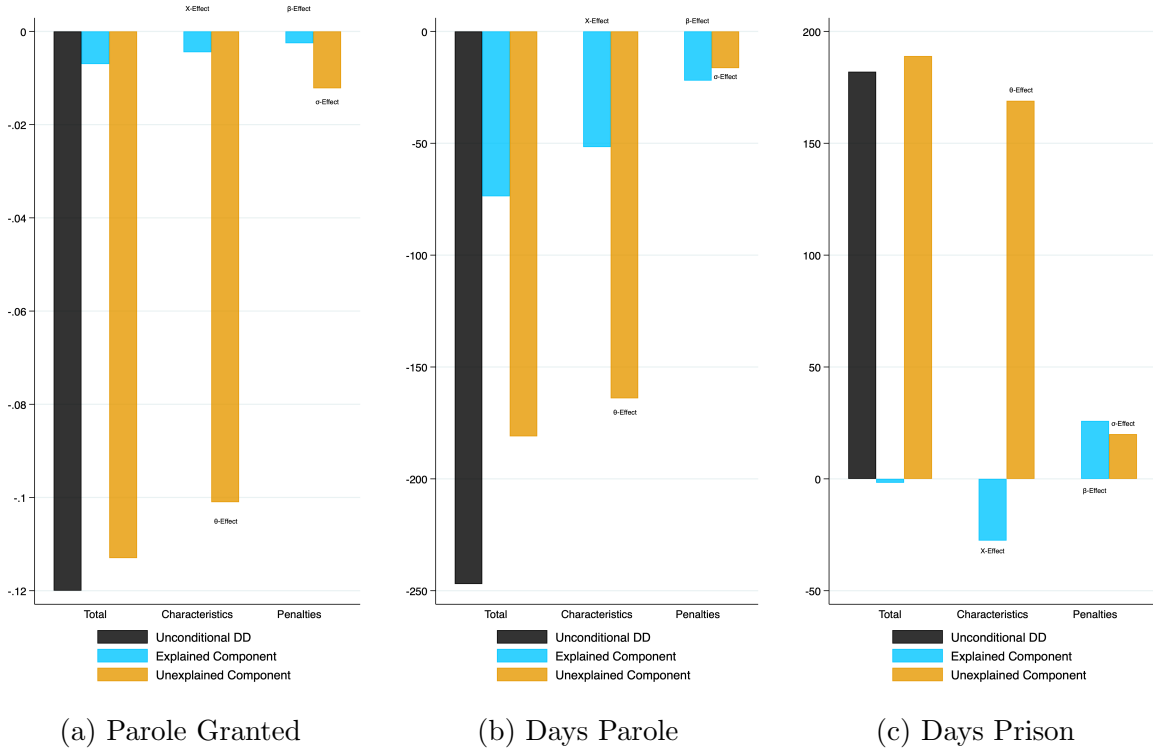 X-Effect
β-Effect
0
σ-Effect
-.02
-.04
-.06
-.08
-.1
θ-Effect
-.12
Total Characteristics Penalties
Unconditional DD
Explained Component
Unexplained Component
(a) Parole Granted
X-Effect
β-Effect
0
σ-Effect
-50
-100
-150
θ-Effect
-200
-250
Total Characteristics Penalties
Unconditional DD
Explained Component
Unexplained Component
(b) Days Parole
200
θ-Effect
150
100
50
σ-Effect
0
β-Effect
X-Effect
-50
Total Characteristics Penalties
Unconditional DD
Explained Component
Unexplained Component
(c) Days Prison